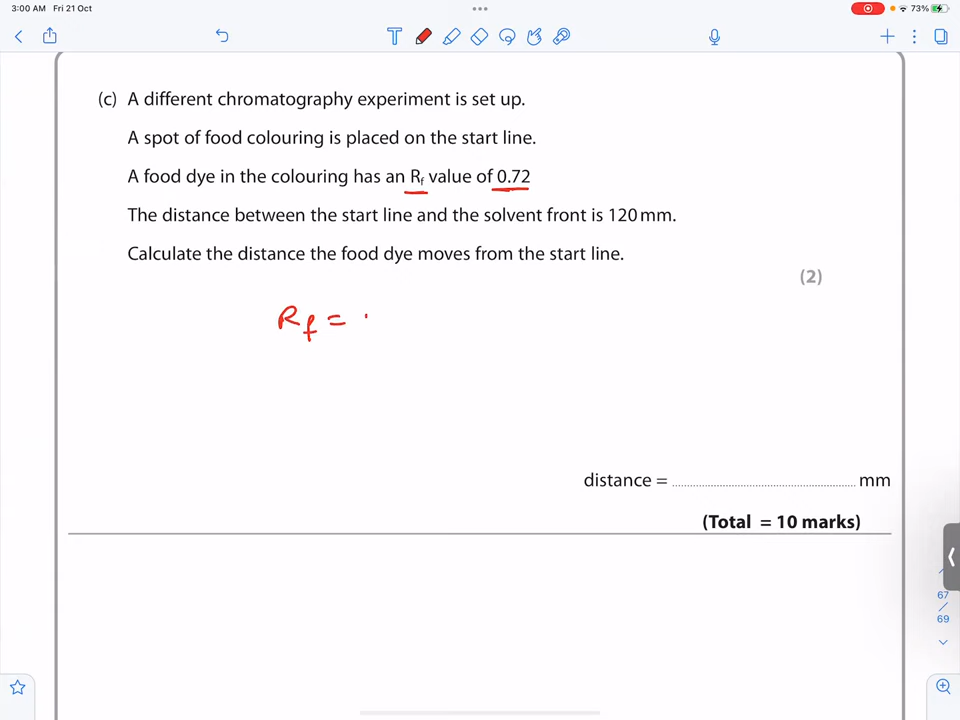 3:00 AM Fri 21 Oct
73%
T
(c) A different chromatography experiment is set up.
A spot of food colouring is placed on the start line.
A food dye in the colouring has an Rf value of 0.72
The distance between the start line and the solvent front is 120 mm.
Calculate the distance the food dye moves from the start line.
(2)
Rf =
distance = ........................................................ mm
(Total = 10 marks)
67
/
69